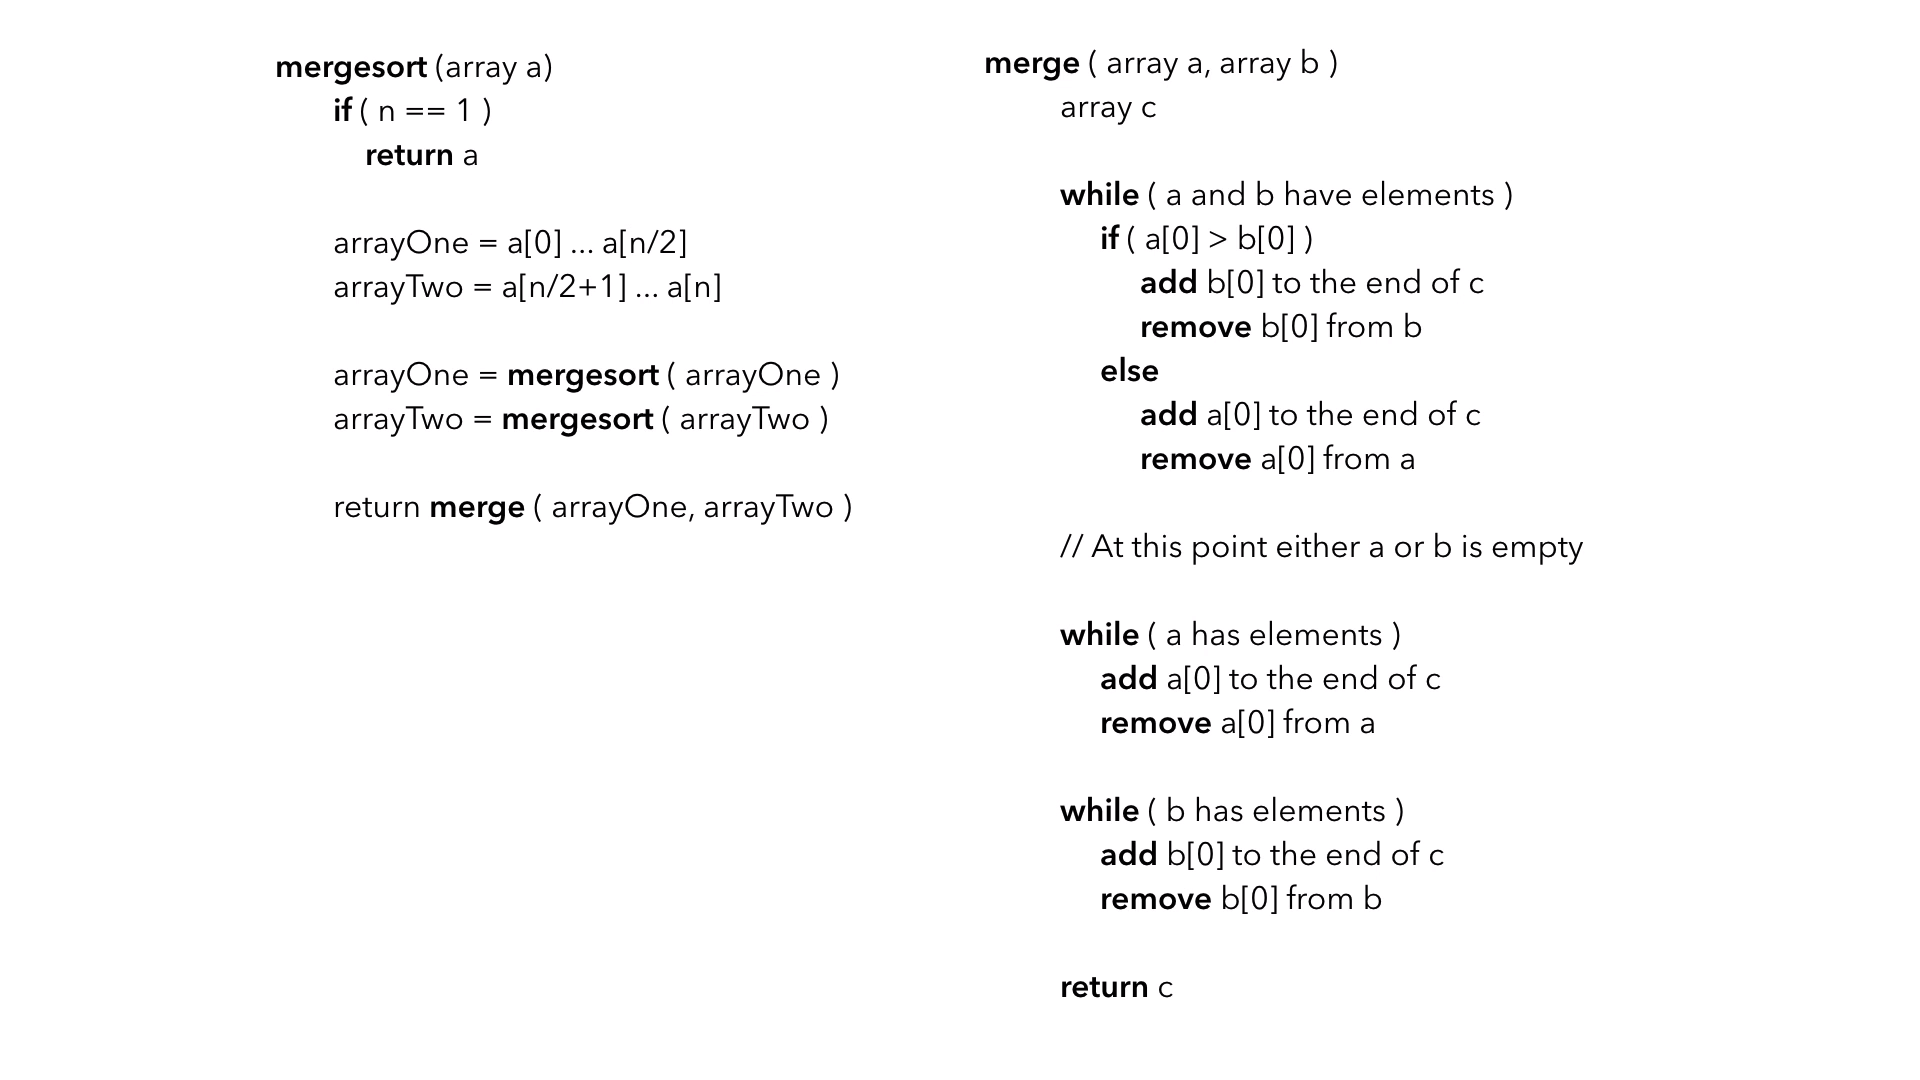 mergesort (array a)
if ( n == 1 )
return a
arrayOne = a[0] ... a[n/2]
arrayTwo = a[n/2+1] ... a[n]
arrayOne = mergesort ( arrayOne )
arrayTwo = mergesort ( arrayTwo )
return merge ( arrayOne, arrayTwo )
merge ( array a, array b )
array c
while ( a and b have elements )
if ( a[0] > b[0] )
add b[0] to the end of c
remove b[0] from b
else
add a[0] to the end of c
remove a[0] from a
// At this point either a or b is empty
while ( a has elements )
add a[0] to the end of c
remove a[0] from a
while ( b has elements )
add b[0] to the end of c
remove b[0] from b
return c